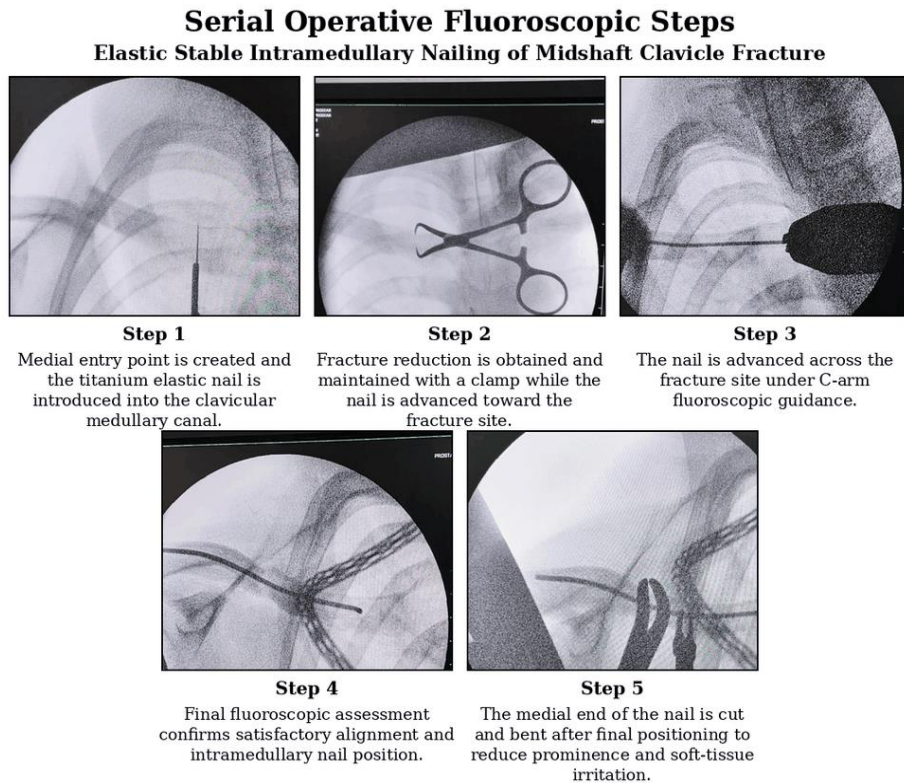 Serial Operative Fluoroscopic Steps
Elastic Stable Intramedullary Nailing of Midshaft Clavicle Fracture
Step 1
Medial entry point is created and
the titanium elastic nail is
introduced into the clavicular
medullary canal.
Step 2
Fracture reduction is obtained and
maintained with a clamp while the
nail is advanced toward the
fracture site.
Step 3
The nail is advanced across the
fracture site under C-arm
fluoroscopic guidance.
Step 4
Final fluoroscopic assessment
confirms satisfactory alignment and
intramedullary nail position.
Step 5
The medial end of the nail is cut
and bent after final positioning to
reduce prominence and soft-tissue
irritation.